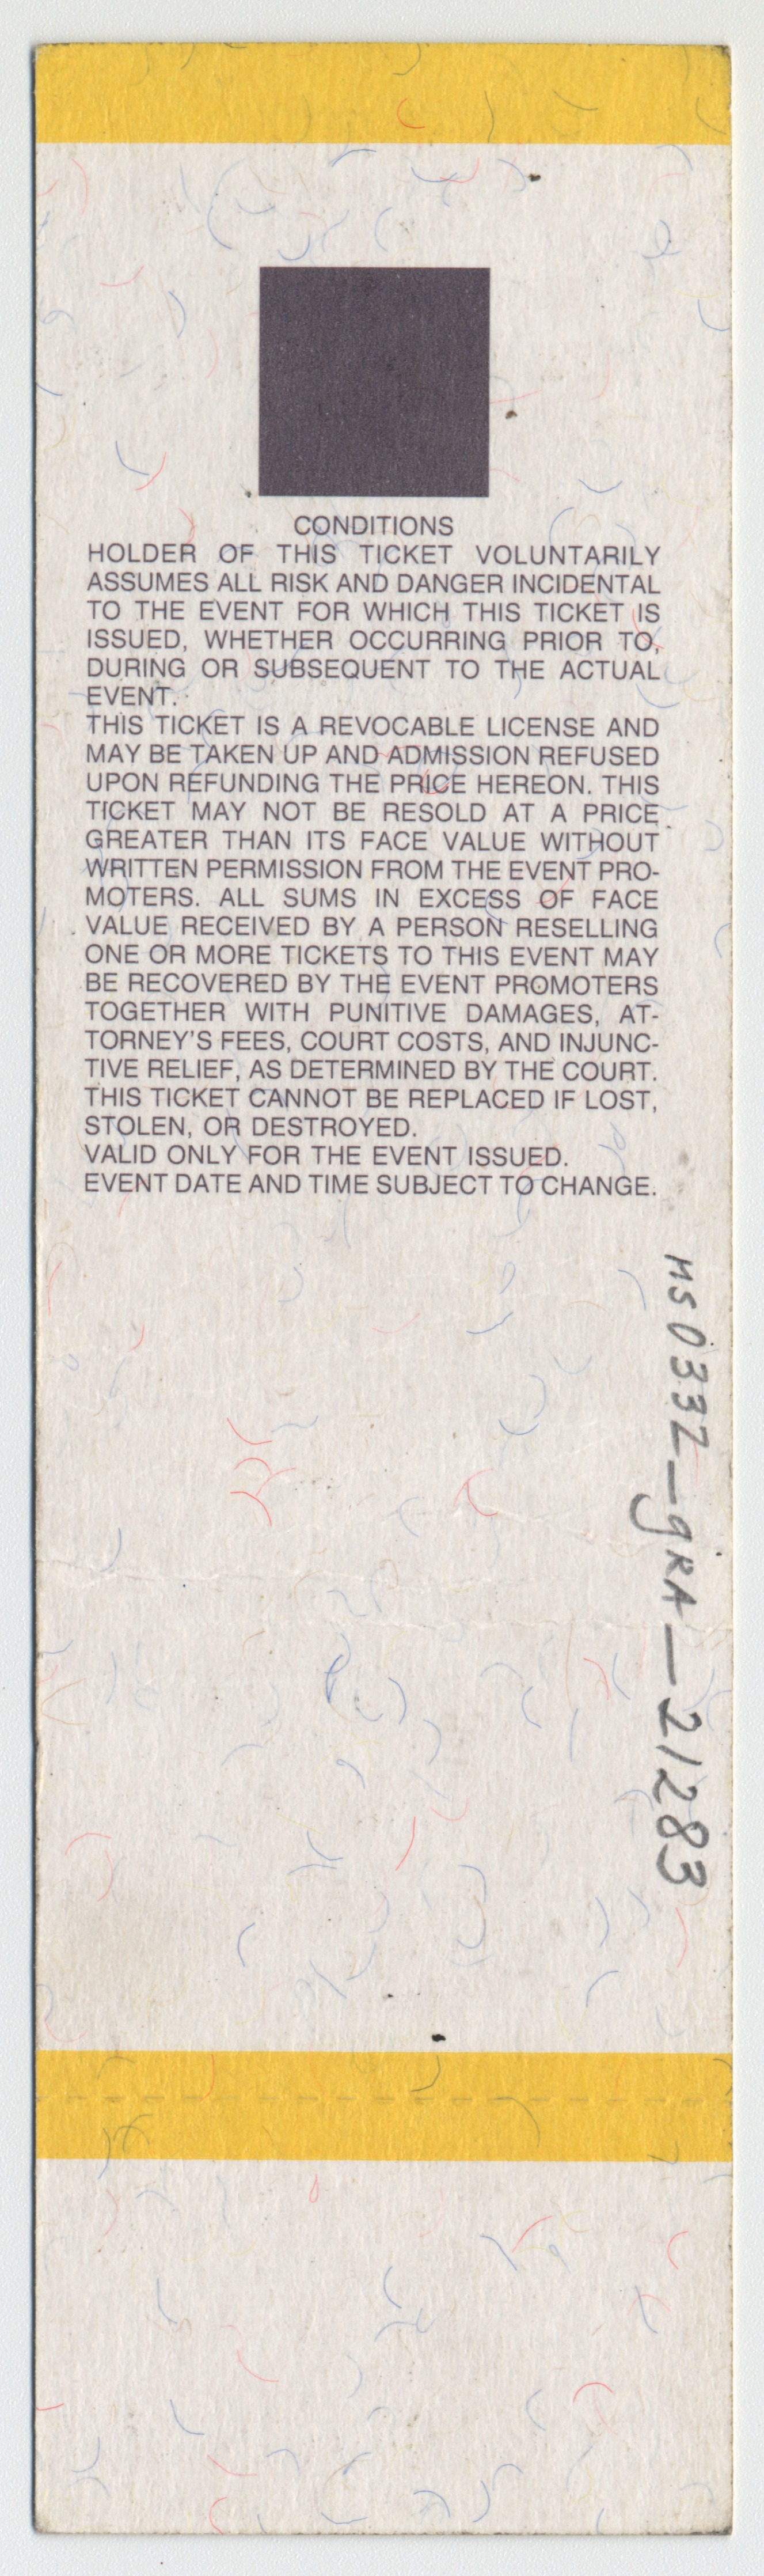 CONDITIONS
HOLDER OF THIS TICKET VOLUNTARILY
ASSUMES ALL RISK AND DANGER INCIDENTAL
TO THE EVENT FOR WHICH THIS TICKET IS
ISSUED, WHETHER OCCURRING PRIOR TO,
DURING OR SUBSEQUENT TO THE ACTUAL
EVENT.
THIS TICKET IS A REVOCABLE LICENSE AND
MAY BE TAKEN UP AND ADMISSION REFUSED
UPON REFUNDING THE PRICE HEREON. THIS
TICKET MAY NOT BE RESOLD AT A PRICE
GREATER THAN ITS FACE VALUE WITHOUT
WRITTEN PERMISSION FROM THE EVENT PRO-
MOTERS. ALL SUMS IN EXCESS OF FACE
VALUE RECEIVED BY A PERSON RESELLING
ONE OR MORE TICKETS TO THIS EVENT MAY
BE RECOVERED BY THE EVENT PROMOTERS
TOGETHER WITH PUNITIVE DAMAGES, AT-
TORNEY'S FEES, COURT COSTS, AND INJUNC-
TIVE RELIEF, AS DETERMINED BY THE COURT.
THIS TICKET CANNOT BE REPLACED IF LOST,
STOLEN, OR DESTROYED.
VALID ONLY FOR THE EVENT ISSUED.
EVENT DATE AND TIME SUBJECT TO CHANGE.
MS0332—gRA—21283